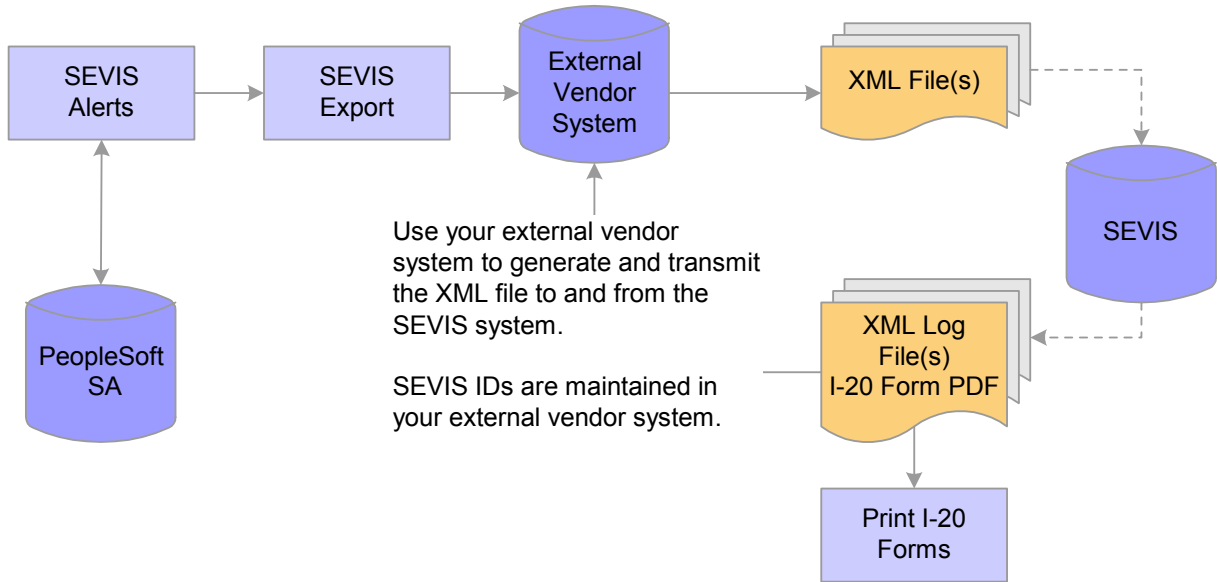 SEVIS
Alerts
SEVIS
Export
External
Vendor
System
XML File(s)
SEVIS
PeopleSoft
SA
Use your external vendor
system to generate and transmit
the XML file to and from the
SEVIS system.
SEVIS IDs are maintained in
your external vendor system.
XML Log
File(s)
I-20 Form PDF
Print I-20
Forms